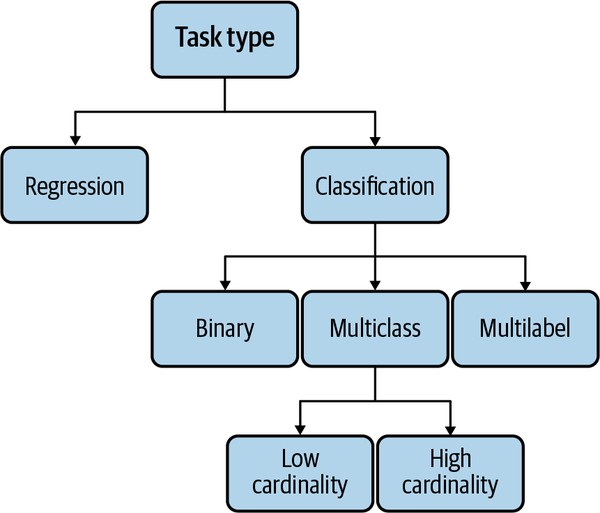 Task type
Regression
Classification
Binary
Multiclass
Multilabel
Low
cardinality
High
cardinality